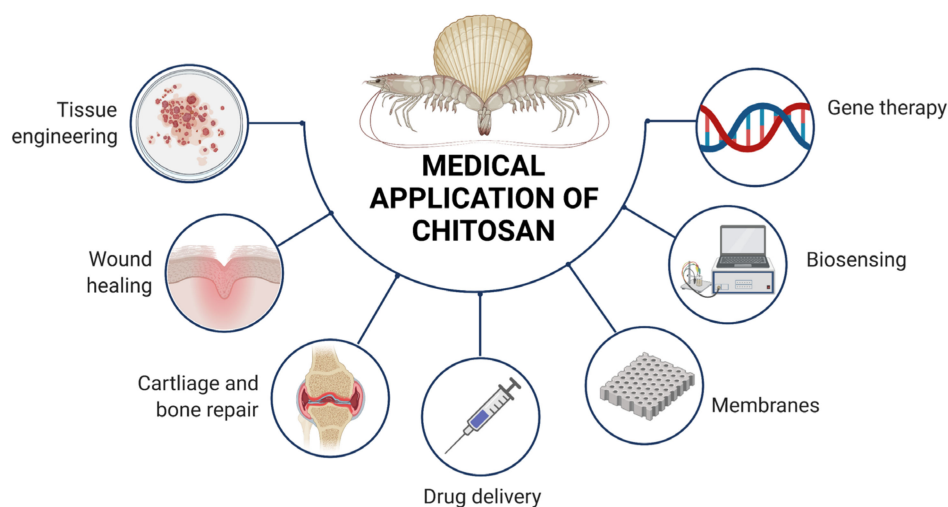 MEDICAL
APPLICATION OF
CHITOSAN
Tissue
engineering
Wound
healing
Cartliage and
bone repair
Drug delivery
Membranes
Biosensing
Gene therapy